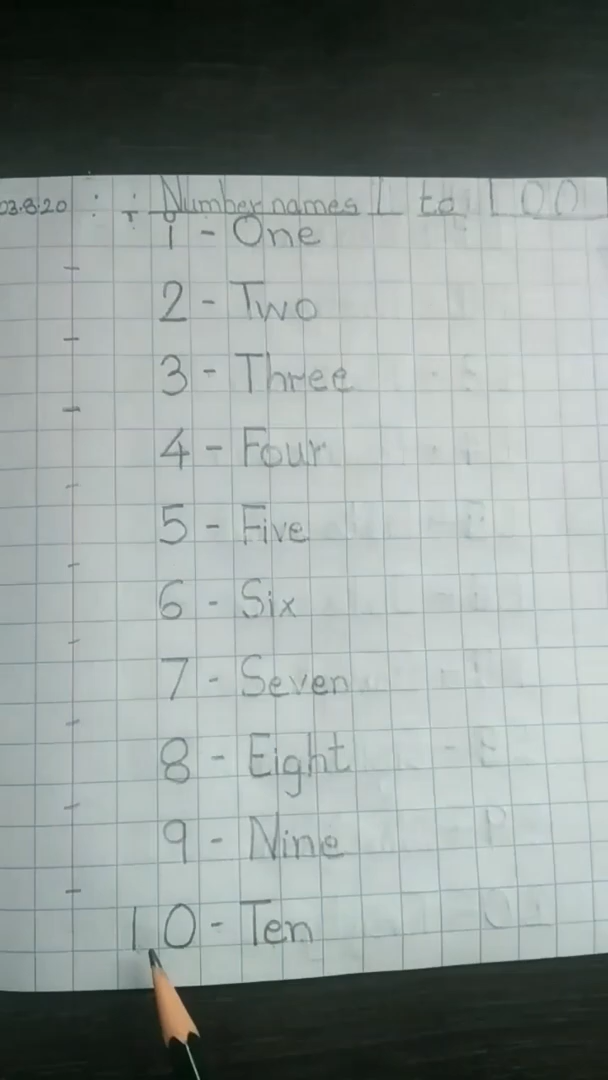 03.8.20 Number names 1 to 100
1 - One
2 - Two
3 - Three
4 - Four
5 - Five
6 - Six
7 - Seven
8 - Eight
9 - Nine
10 - Ten